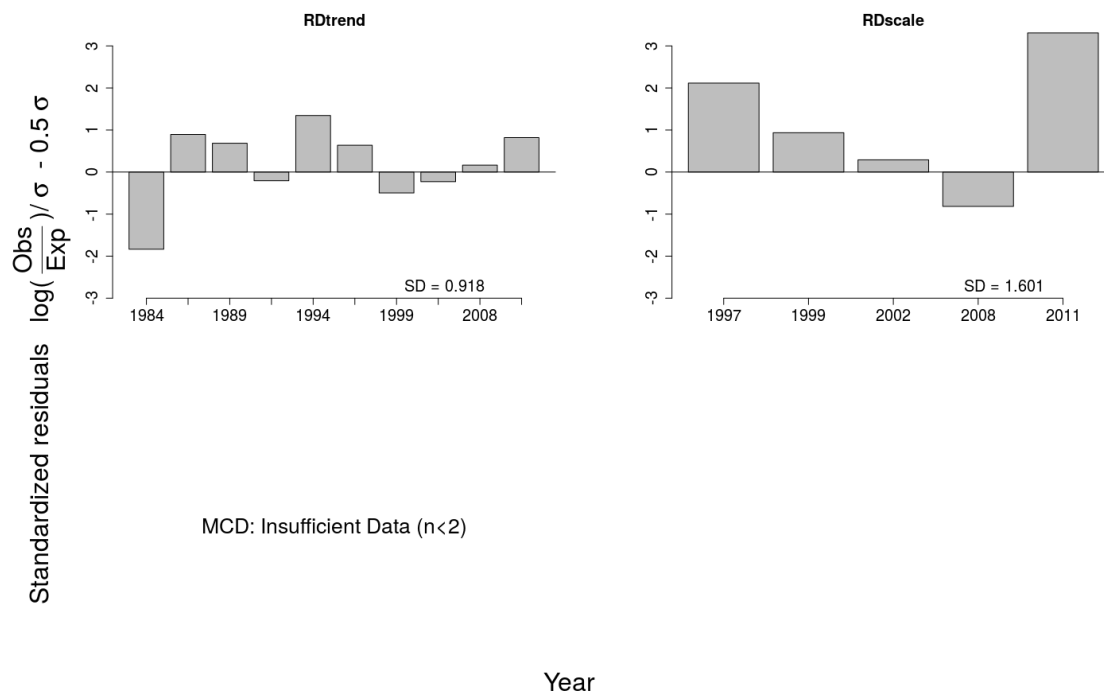 RDtrend
3
2
1
0
-1
-2
-3
SD = 0.918
1984 1989 1994 1999 2008
RDscale
3
2
1
0
-1
-2
-3
SD = 1.601
1997 1999 2002 2008 2011
Standardized residuals log(Obs/Exp)/ σ - 0.5 σ
MCD: Insufficient Data (n<2)
Year